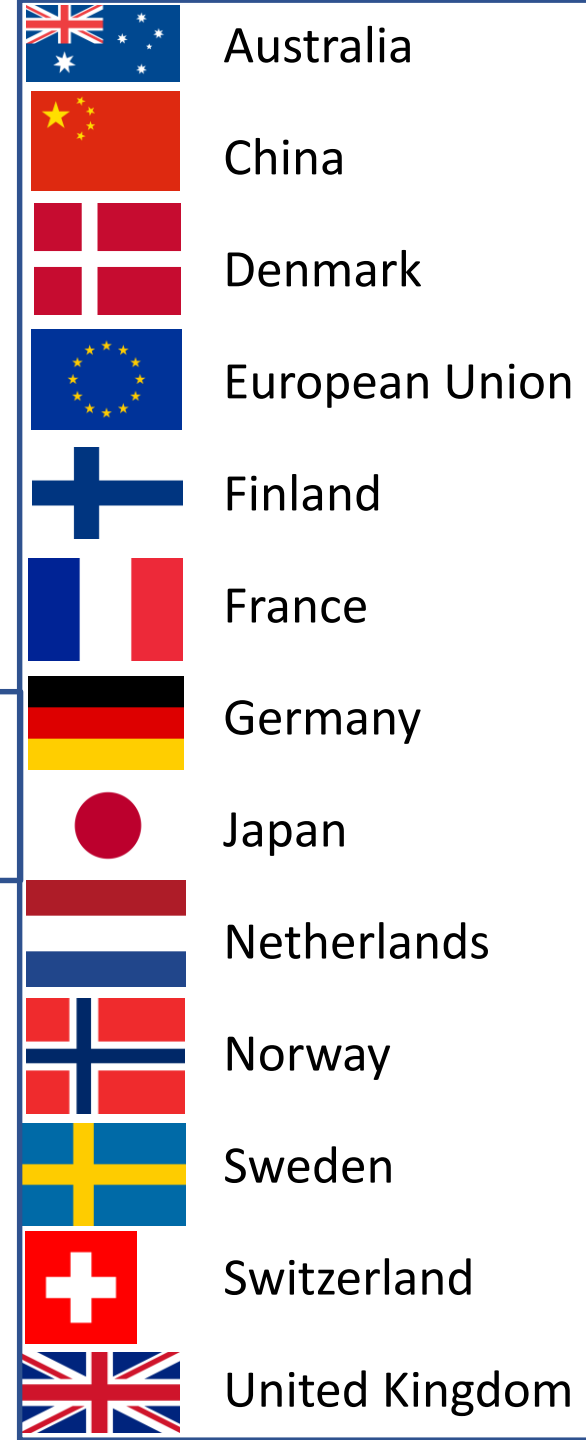 Australia
China
Denmark
European Union
Finland
France
Germany
Japan
Netherlands
Norway
Sweden
Switzerland
United Kingdom